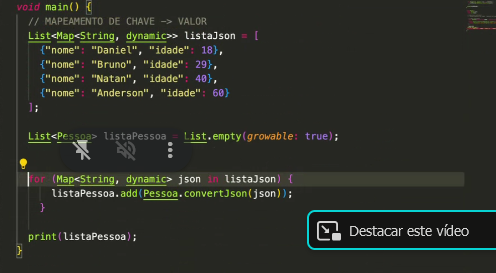 void main() {
// MAPEAMENTO DE CHAVE —> VALOR
List<Map<String, dynamic>> listaJson = [
{"nome": "Daniel", "idade": 18},
{"nome": "Bruno", "idade": 29},
{"nome": "Natan", "idade": 40},
{"nome": "Anderson", "idade": 60}
];
List<Pessoa> listaPessoa = List.empty(growable: true);
for (Map<String, dynamic> json in listaJson) {
listaPessoa.add(Pessoa.convertJson(json));
}
print(listaPessoa);
}
Destacar este vídeo